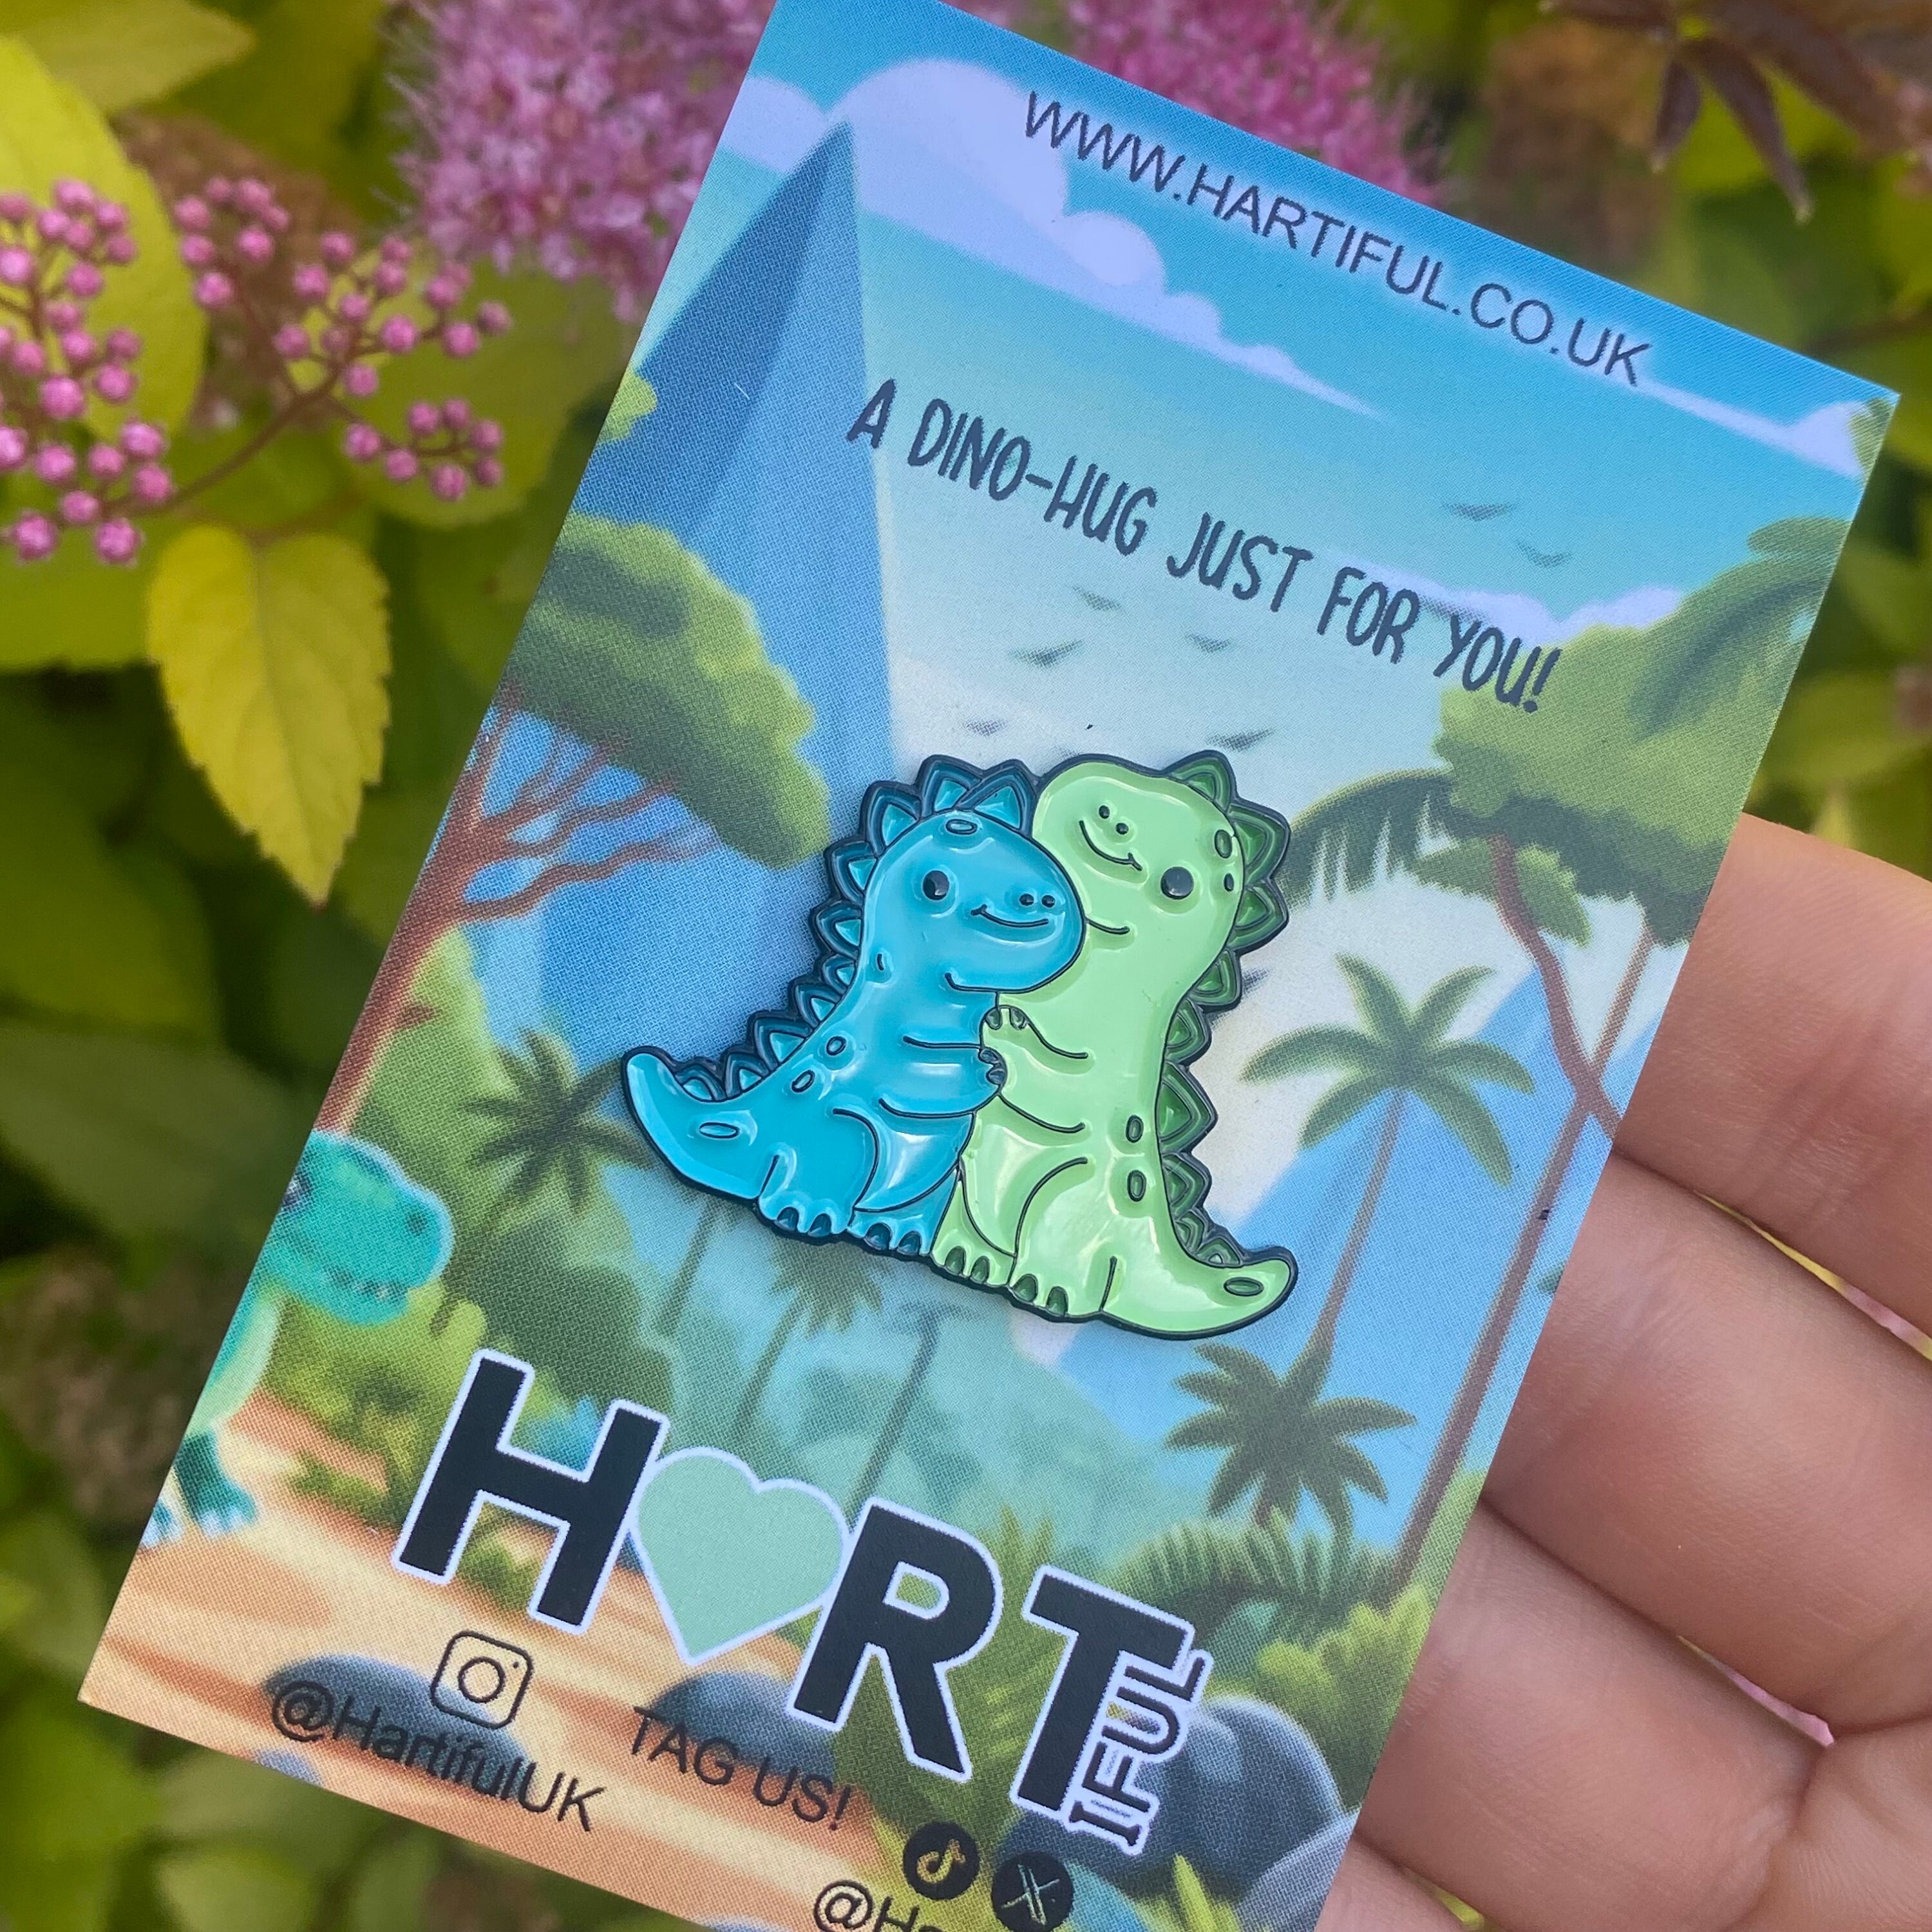 WWW.HARTIFUL.CO.UK
A DINO-HUG JUST FOR YOU!
H RT
IFUL
@HartifulUK
TAG US!